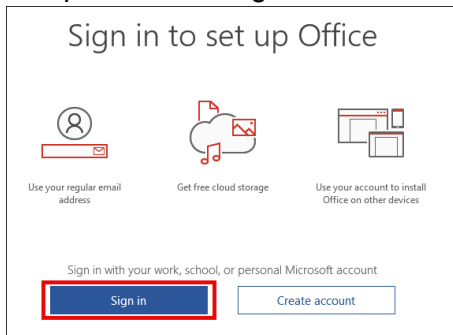 Sign in to set up Office
Use your regular email
address
Get free cloud storage
Use your account to install
Office on other devices
Sign in with your work, school, or personal Microsoft account
Sign in
Create account